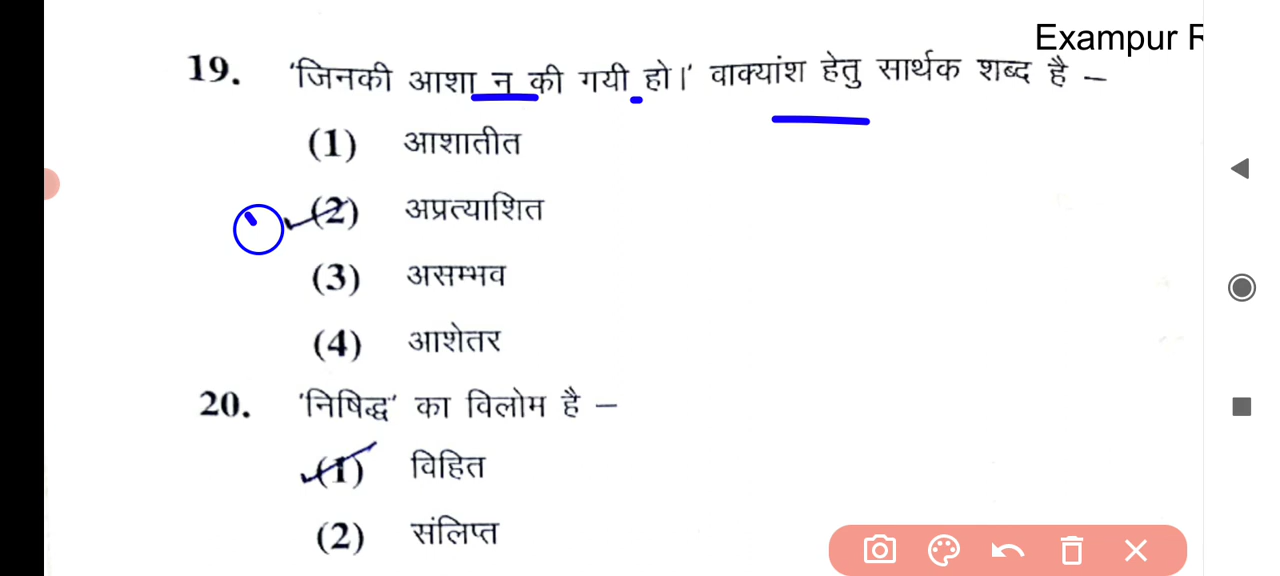 Exampur
19. 'जिनकी आशा न की गयी हो।' वाक्यांश हेतु सार्थक शब्द है –
(1) आशातीत
(2) अप्रत्याशित
(3) असम्भव
(4) आशेतर
20. 'निषिद्ध' का विलोम है –
(1) विहित
(2) संलिप्त